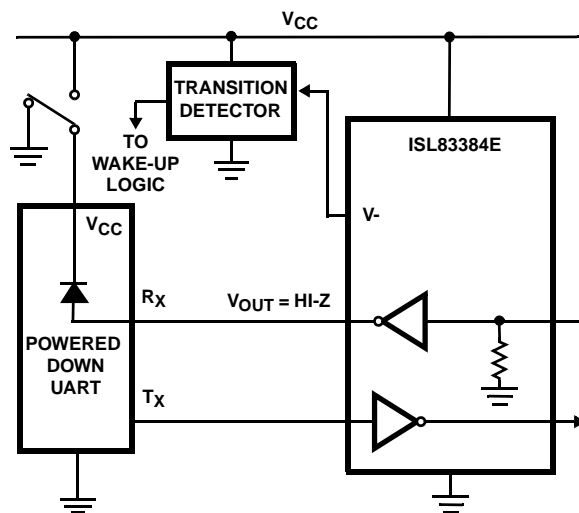 VCC
TRANSITION
DETECTOR
TO
WAKE-UP
LOGIC
ISL83384E
V-
VCC
RX
VOUT = HI-Z
POWERED
DOWN
UART
TX